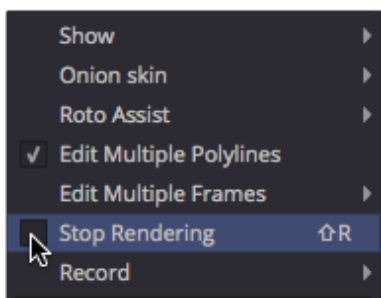 Show
Onion skin
Roto Assist
Edit Multiple Polylines
Edit Multiple Frames
Stop Rendering ⇧R
Record